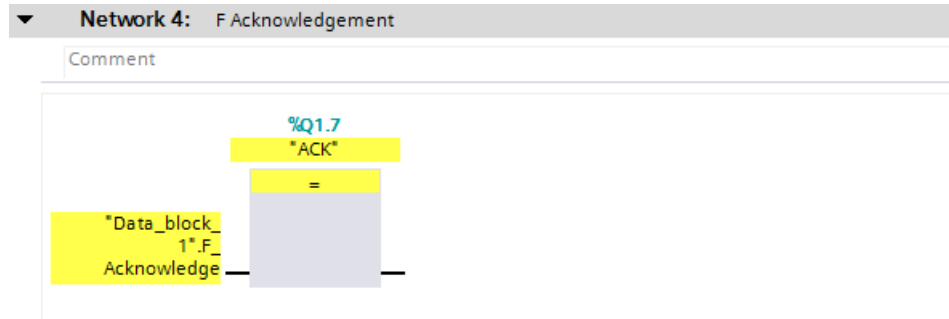 Network 4: F Acknowledgement
Comment
%Q1.7
"ACK"
=
"Data_block_
1".F_
Acknowledge